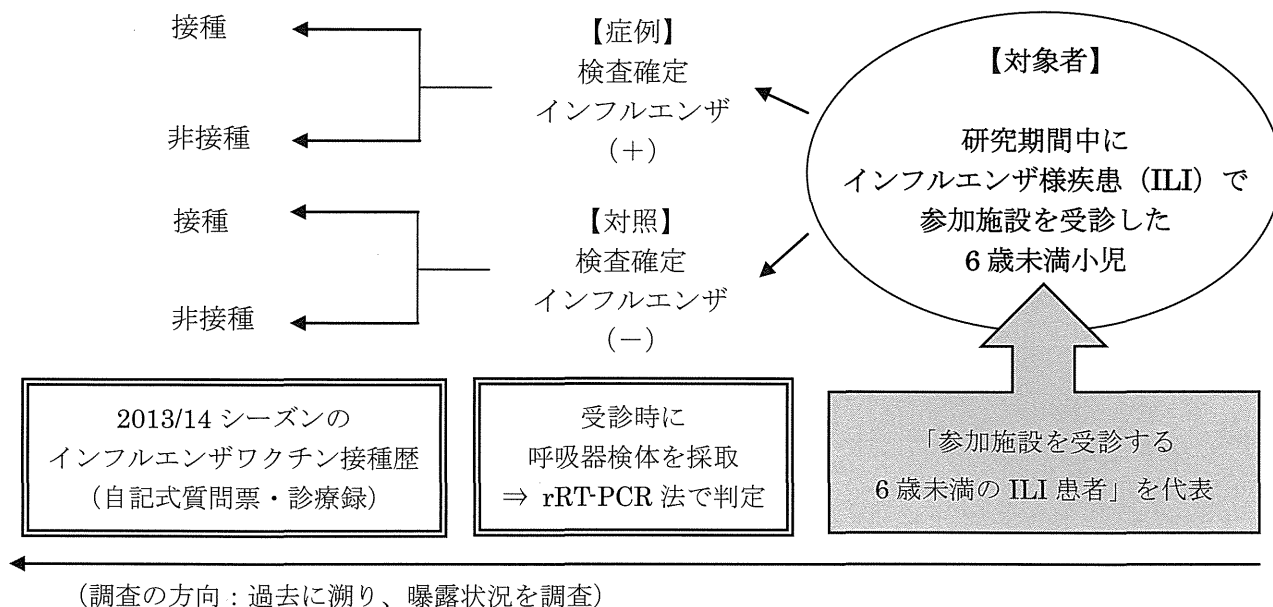 接種
非接種
【症例】
検査確定
インフルエンザ
(+)
接種
非接種
【対照】
検査確定
インフルエンザ
(-)
【対象者】
研究期間中に
インフルエンザ様疾患(ILI)で
参加施設を受診した
6歳未満小児
2013/14 シーズンの
インフルエンザワクチン接種歴
(自記式質問票・診療録)
受診時に
呼吸器検体を採取
⇒ rRT-PCR 法で判定
「参加施設を受診する
6歳未満の ILI 患者」を代表
(調査の方向:過去に溯り、曝露状況を調査)